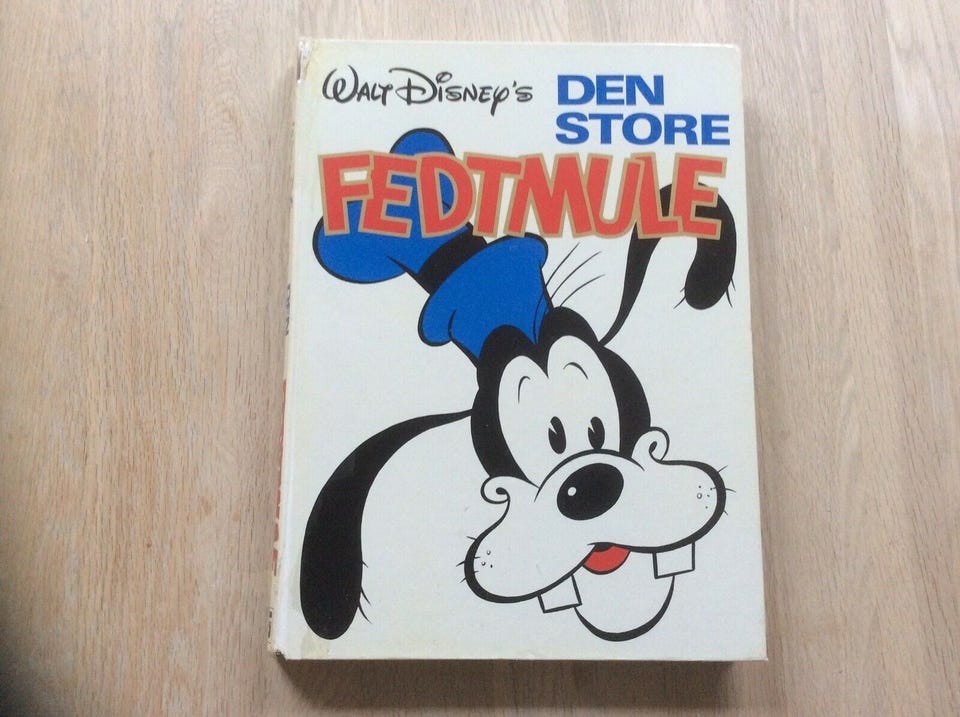 WALT DISNEY'S
DEN
STORE
FEDTMULE